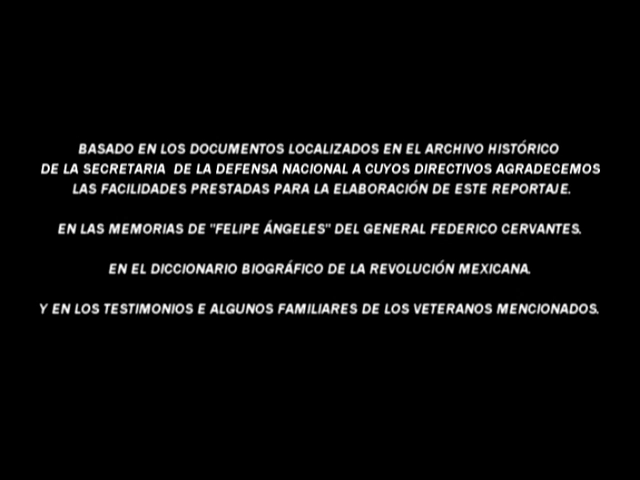 BASADO EN LOS DOCUMENTOS LOCALIZADOS EN EL ARCHIVO HISTÓRICO
DE LA SECRETARIA DE LA DEFENSA NACIONAL A CUYOS DIRECTIVOS AGRADECEMOS
LAS FACILIDADES PRESTADAS PARA LA ELABORACIÓN DE ESTE REPORTAJE.
EN LAS MEMORIAS DE "FELIPE ÁNGELES" DEL GENERAL FEDERICO CERVANTES.
EN EL DICCIONARIO BIOGRÁFICO DE LA REVOLUCIÓN MEXICANA.
Y EN LOS TESTIMONIOS E ALGUNOS FAMILIARES DE LOS VETERANOS MENCIONADOS.